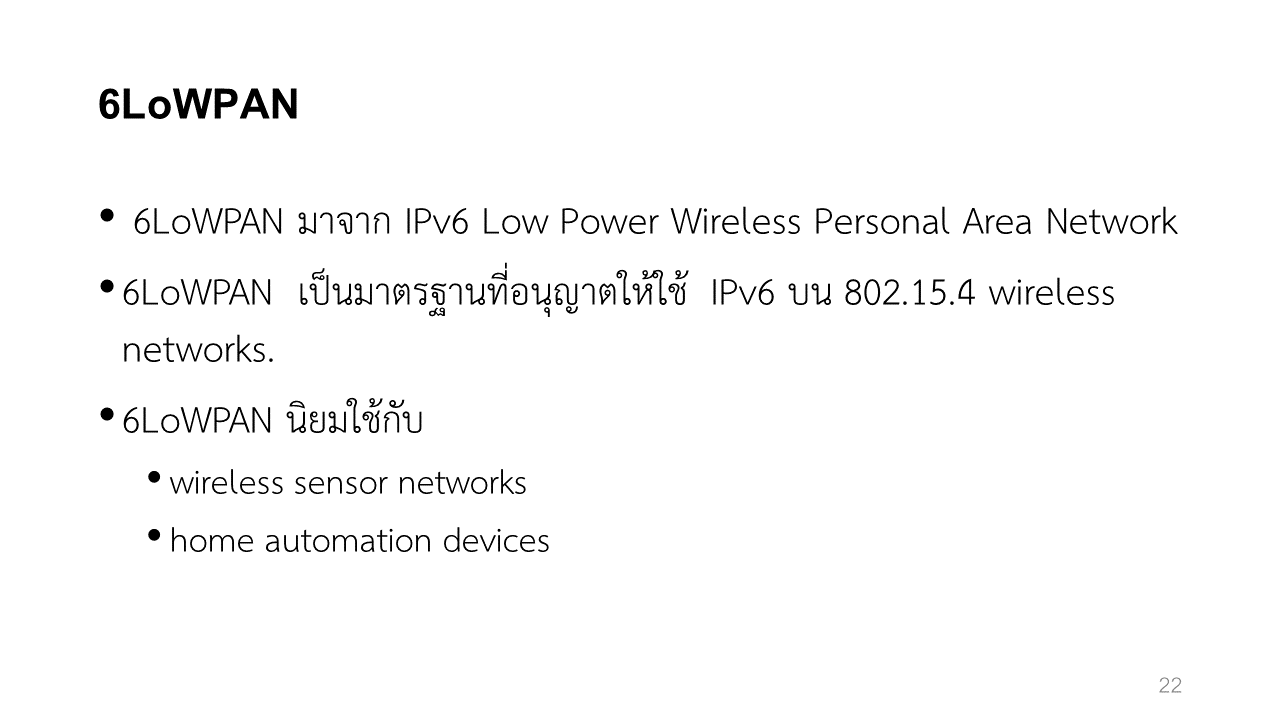 6LoWPAN
• 6LoWPAN มาจาก IPv6 Low Power Wireless Personal Area Network
• 6LoWPAN เป็นมาตรฐานที่อนุญาตให้ใช้ IPv6 บน 802.15.4 wireless
networks.
• 6LoWPAN นิยมใช้กับ
• wireless sensor networks
• home automation devices
22